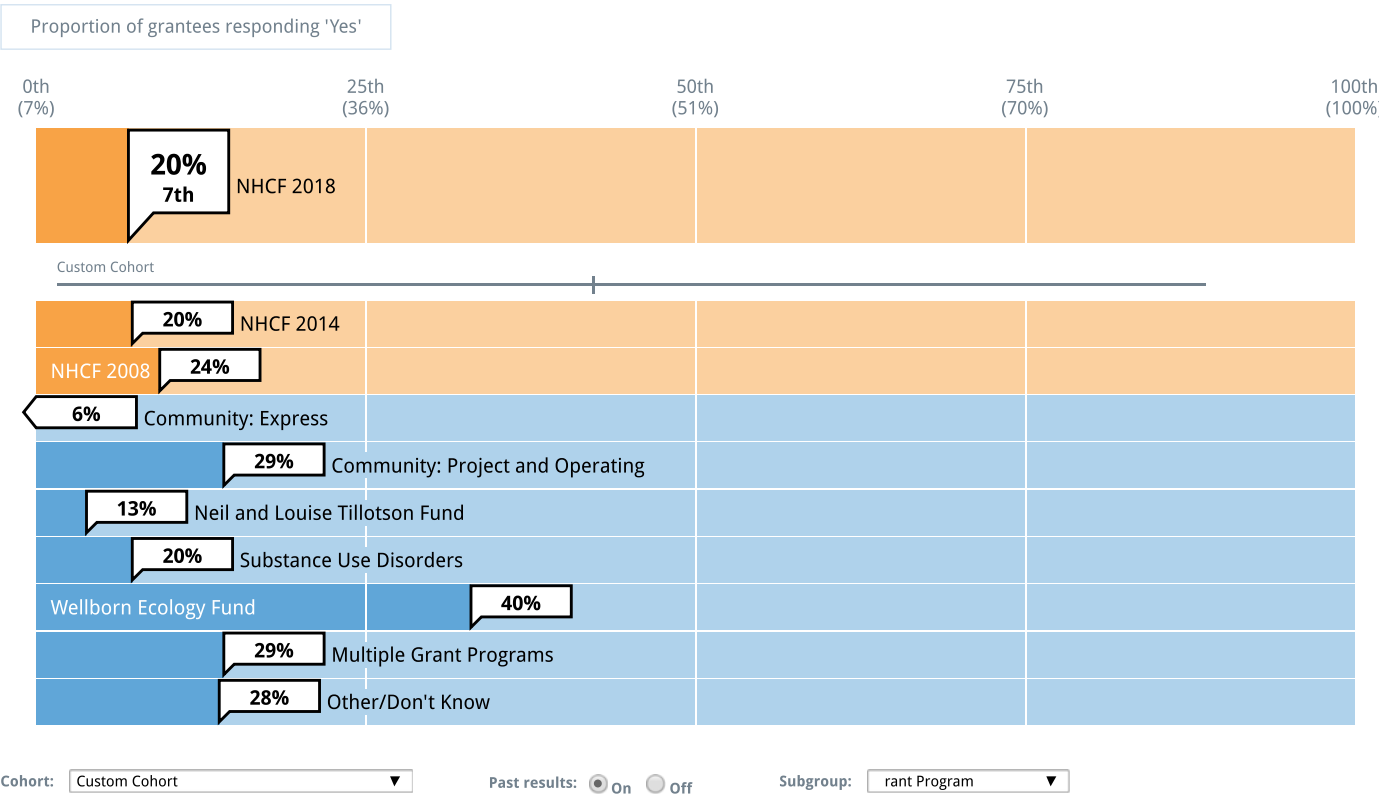 Proportion of grantees responding 'Yes'
0th 25th 50th 75th 100th
(7%) (36%) (51%) (70%) (100%)
20%
7th
NHCF 2018
Custom Cohort
20% NHCF 2014
NHCF 2008 24%
6% Community: Express
29% Community: Project and Operating
13% Neil and Louise Tillotson Fund
20% Substance Use Disorders
Wellborn Ecology Fund 40%
29% Multiple Grant Programs
28% Other/Don't Know
Cohort: Custom Cohort ▼ Past results: On Off Subgroup: rant Program ▼